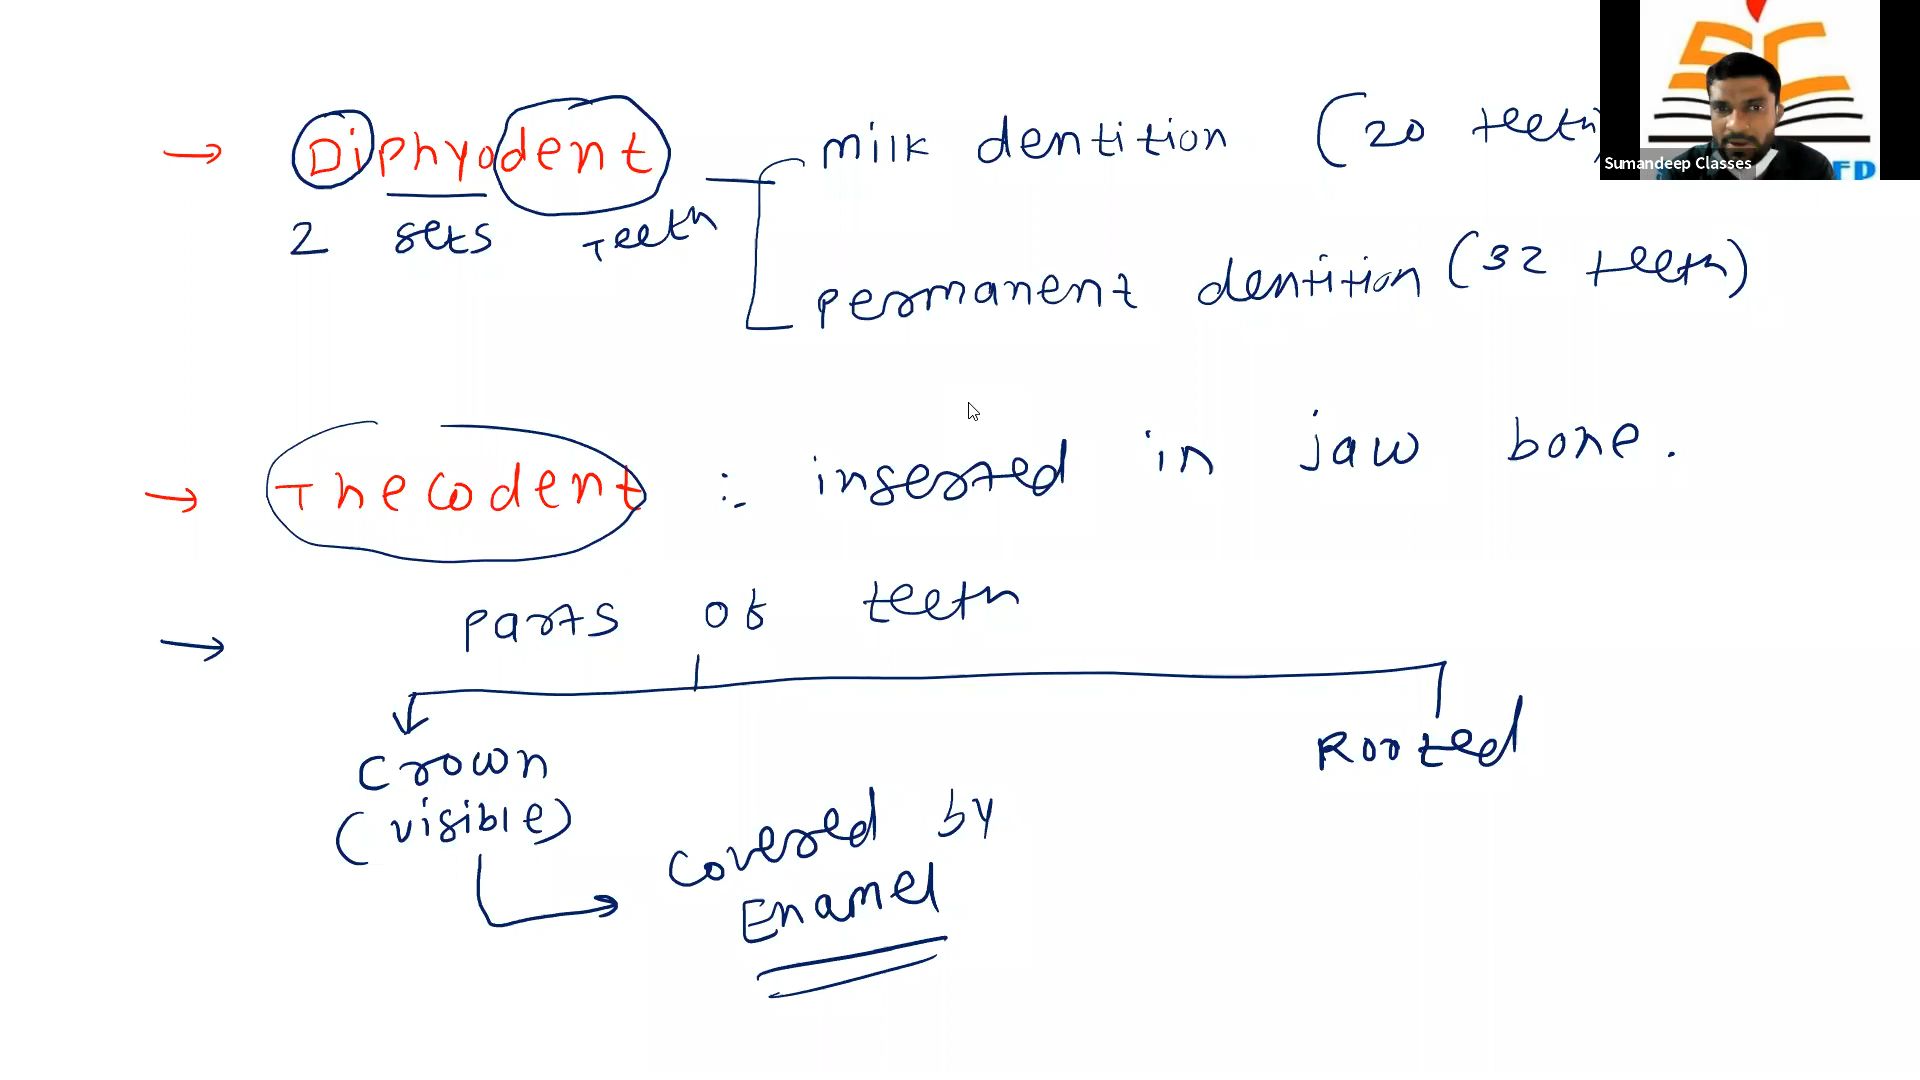 → Diphyodent milk dentition (20 teeth)
2 sets Teeth
permanent dentition (32 teeth)
→ Thecodent :- inserted in jaw bone.
→ parts of teeth
Crown Rooted
(visible)
covered by
Enamel
SC
Sumandeep Classes